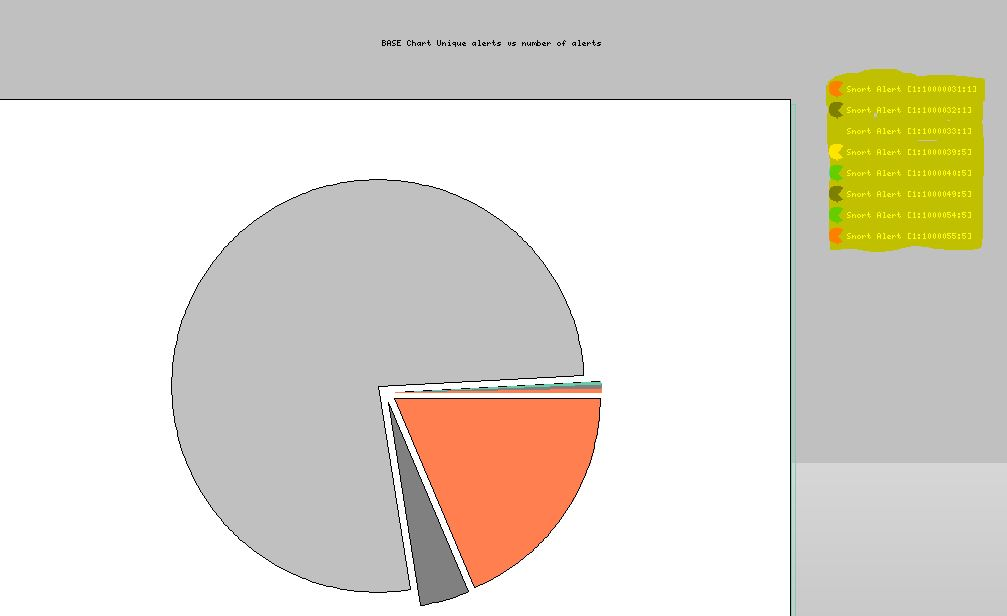 BASE Chart Unique alerts vs number of alerts
Snort Alert [1:10000031:1]
Snort Alert [1:1000032:1]
Snort Alert [1:1000033:1]
Snort Alert [1:1000039:5]
Snort Alert [1:1000040:5]
Snort Alert [1:1000049:5]
Snort Alert [1:1000054:5]
Snort Alert [1:1000055:5]